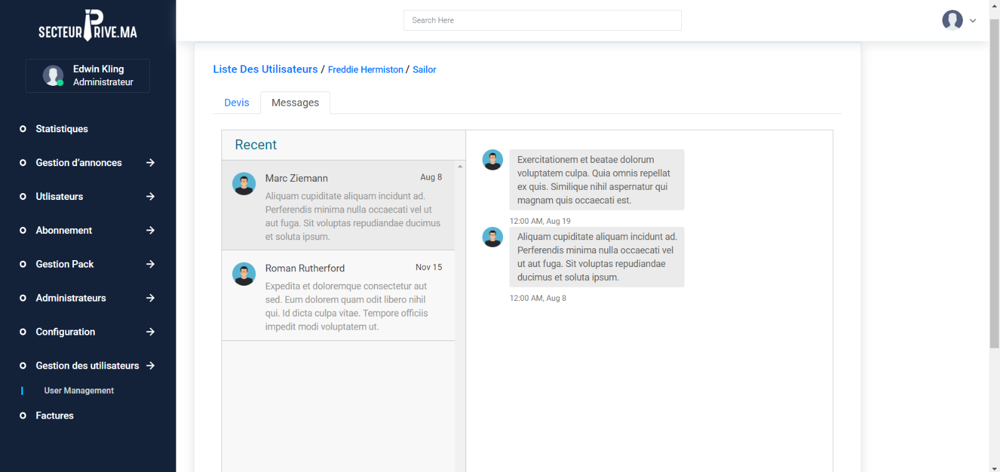 SECTEUR PRIVE.MA
Edwin Kling
Administrateur
Statistiques
Gestion d’annonces
Utlisateurs
Abonnement
Gestion Pack
Administrateurs
Configuration
Gestion des utilisateurs
User Management
Factures
Search Here
Liste Des Utilisateurs / Freddie Hermiston / Sailor
Devis
Messages
Recent
Marc Ziemann
Aug 8
Aliquam cupiditate aliquam incidunt ad.
Perferendis minima nulla occaecati vel ut
aut fuga. Sit voluptas repudiandae ducimus
et soluta ipsum.
Roman Rutherford
Nov 15
Expedita et doloremque consectetur aut
sed. Eum dolorem quam odit libero nihil
qui. Id dicta culpa vitae. Tempore officiis
impedit modi voluptatem ut.
Exercitationem et beatae dolorum
voluptatem culpa. Quia omnis repellat
ex quis. Similique nihil aspernatur qui
magnam quis occaecati est.
12:00 AM, Aug 19
Aliquam cupiditate aliquam incidunt ad.
Perferendis minima nulla occaecati vel
ut aut fuga. Sit voluptas repudiandae
ducimus et soluta ipsum.
12:00 AM, Aug 8